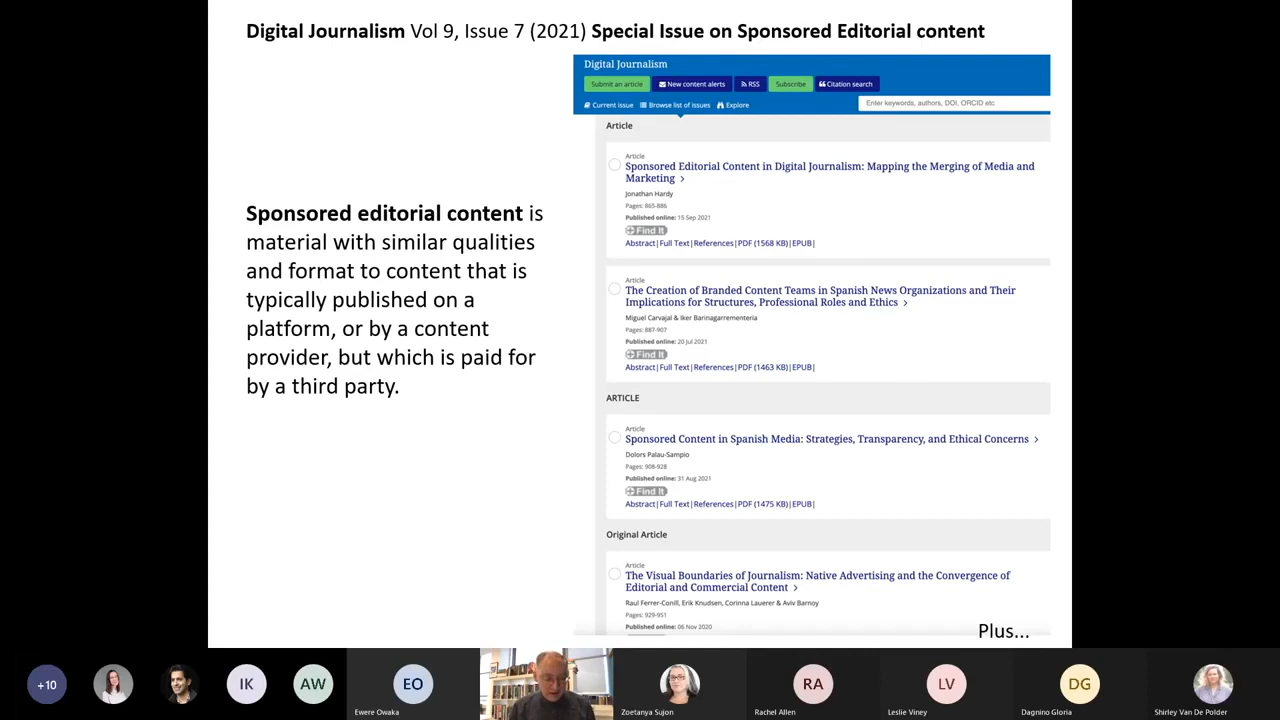 Digital Journalism Vol 9, Issue 7 (2021) Special Issue on Sponsored Editorial content
Sponsored editorial content is
material with similar qualities
and format to content that is
typically published on a
platform, or by a content
provider, but which is paid for
by a third party.
Digital Journalism
Submit an article
New content alerts
RSS
Subscribe
Citation search
Current issue
Browse list of issues
Explore
Enter keywords, authors, DOI, ORCID etc
Article
Article
Sponsored Editorial Content in Digital Journalism: Mapping the Merging of Media and
Marketing >
Jonathan Hardy
Pages: 865-886
Published online: 15 Sep 2021
Find It
Abstract|Full Text|References|PDF (1568 KB)|EPUB|
Article
The Creation of Branded Content Teams in Spanish News Organizations and Their
Implications for Structures, Professional Roles and Ethics >
Miguel Carvajal & Iker Barinagarrementeria
Pages: 887-907
Published online: 20 Jul 2021
Find It
Abstract|Full Text|References|PDF (1463 KB)|EPUB|
ARTICLE
Article
Sponsored Content in Spanish Media: Strategies, Transparency, and Ethical Concerns >
Dolors Palau-Sampio
Pages: 908-928
Published online: 31 Aug 2021
Find It
Abstract|Full Text|References|PDF (1475 KB)|EPUB|
Original Article
Article
The Visual Boundaries of Journalism: Native Advertising and the Convergence of
Editorial and Commercial Content >
Raul Ferrer-Conill, Erik Knudsen, Corinna Lauerer & Aviv Barnoy
Pages: 929-951
Published online: 06 Nov 2020
Plus...
+10
IK
AW
EO
Ewere Owaka
Zoetanya Sujon
RA
Rachel Allen
LV
Leslie Viney
DG
Dagnino Gloria
Shirley Van De Polder